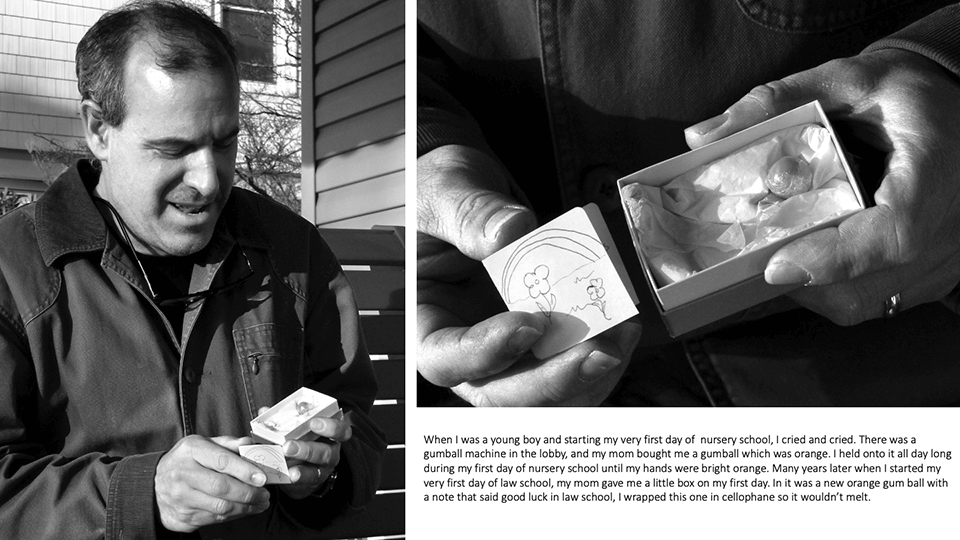 When I was a young boy and starting my very first day of  nursery school, I cried and cried. There was a
gumball machine in the lobby, and my mom bought me a gumball which was orange. I held onto it all day long
during my first day of nursery school until my hands were bright orange. Many years later when I started my
very first day of law school, my mom gave me a little box on my first day. In it was a new orange gum ball with
a note that said good luck in law school, I wrapped this one in cellophane so it wouldn't melt.